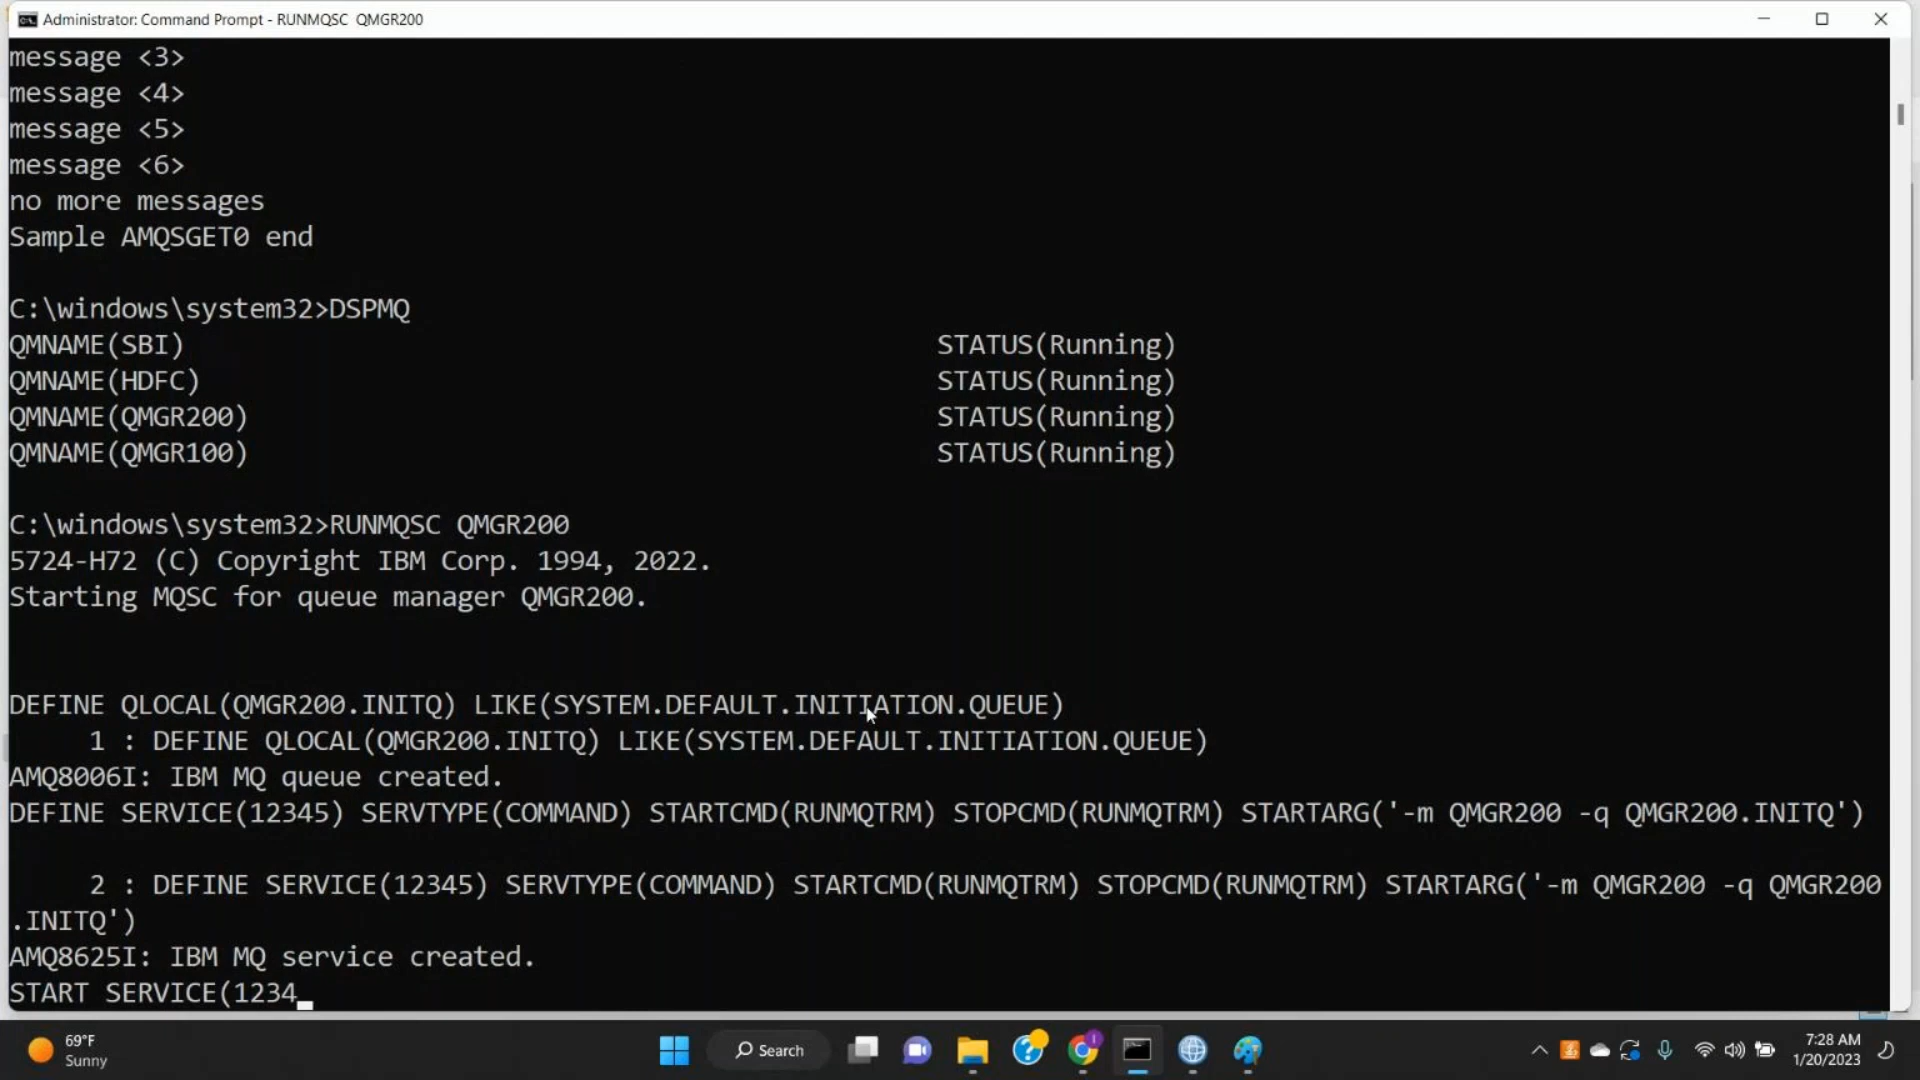 Administrator: Command Prompt - RUNMQSC  QMGR200
message <3>
message <4>
message <5>
message <6>
no more messages
Sample AMQSGET0 end
C:\windows\system32>DSPMQ
QMNAME(SBI) STATUS(Running)
QMNAME(HDFC) STATUS(Running)
QMNAME(QMGR200) STATUS(Running)
QMNAME(QMGR100) STATUS(Running)
C:\windows\system32>RUNMQSC QMGR200
5724-H72 (C) Copyright IBM Corp. 1994, 2022.
Starting MQSC for queue manager QMGR200.
DEFINE QLOCAL(QMGR200.INITQ) LIKE(SYSTEM.DEFAULT.INITIATION.QUEUE)
1 : DEFINE QLOCAL(QMGR200.INITQ) LIKE(SYSTEM.DEFAULT.INITIATION.QUEUE)
AMQ8006I: IBM MQ queue created.
DEFINE SERVICE(12345) SERVTYPE(COMMAND) STARTCMD(RUNMQTRM) STOPCMD(RUNMQTRM) STARTARG('-m QMGR200 -q QMGR200.INITQ')
2 : DEFINE SERVICE(12345) SERVTYPE(COMMAND) STARTCMD(RUNMQTRM) STOPCMD(RUNMQTRM) STARTARG('-m QMGR200 -q QMGR200
.INITQ')
AMQ8625I: IBM MQ service created.
START SERVICE(1234_
69°F
Sunny
Search
7:28 AM
1/20/2023